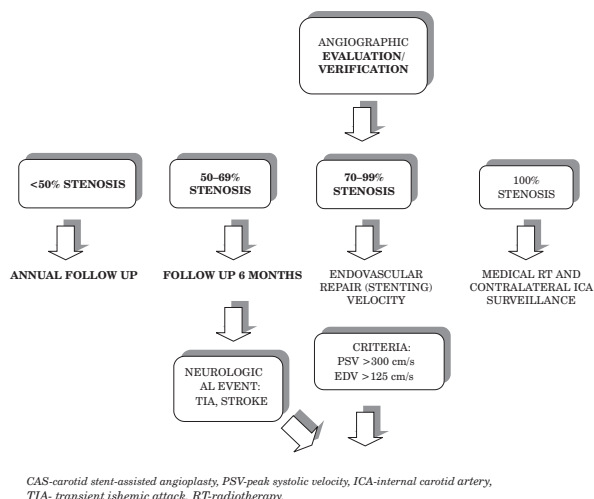 ANGIOGRAPHIC
EVALUATION/
VERIFICATION
<50% STENOSIS
50–69%
STENOSIS
70–99%
STENOSIS
100%
STENOSIS
ANNUAL FOLLOW UP
FOLLOW UP 6 MONTHS
ENDOVASCULAR
REPAIR (STENTING)
VELOCITY
MEDICAL RT AND
CONTRALATERAL ICA
SURVEILLANCE
NEUROLOGIC
AL EVENT:
TIA, STROKE
CRITERIA:
PSV >300 cm/s
EDV >125 cm/s
CAS-carotid stent-assisted angioplasty, PSV-peak systolic velocity, ICA-internal carotid artery,
TIA- transient ishemic attack, RT-radiotherapy